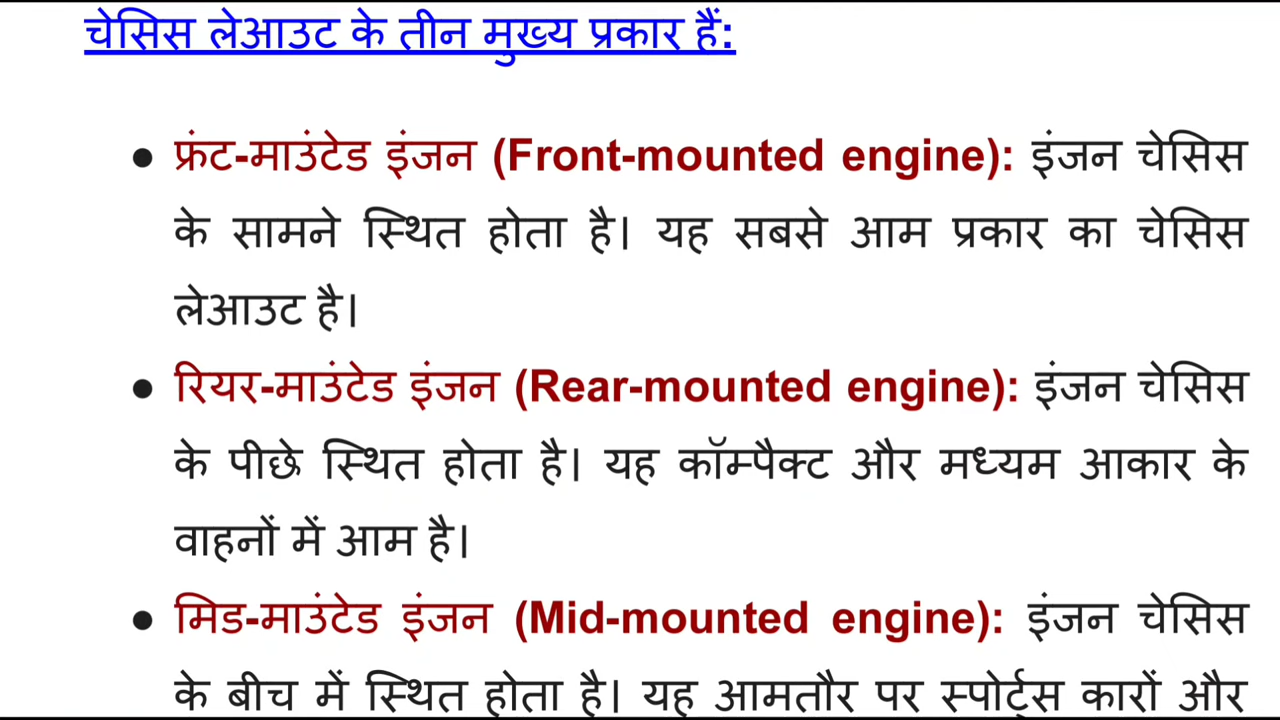 चेसिस लेआउट के तीन मुख्य प्रकार हैं:
● फ्रंट-माउंटेड इंजन (Front-mounted engine): इंजन चेसिस
के सामने स्थित होता है। यह सबसे आम प्रकार का चेसिस
लेआउट है।
● रियर-माउंटेड इंजन (Rear-mounted engine): इंजन चेसिस
के पीछे स्थित होता है। यह कॉम्पैक्ट और मध्यम आकार के
वाहनों में आम है।
● मिड-माउंटेड इंजन (Mid-mounted engine): इंजन चेसिस
के बीच में स्थित होता है। यह आमतौर पर स्पोर्ट्स कारों और